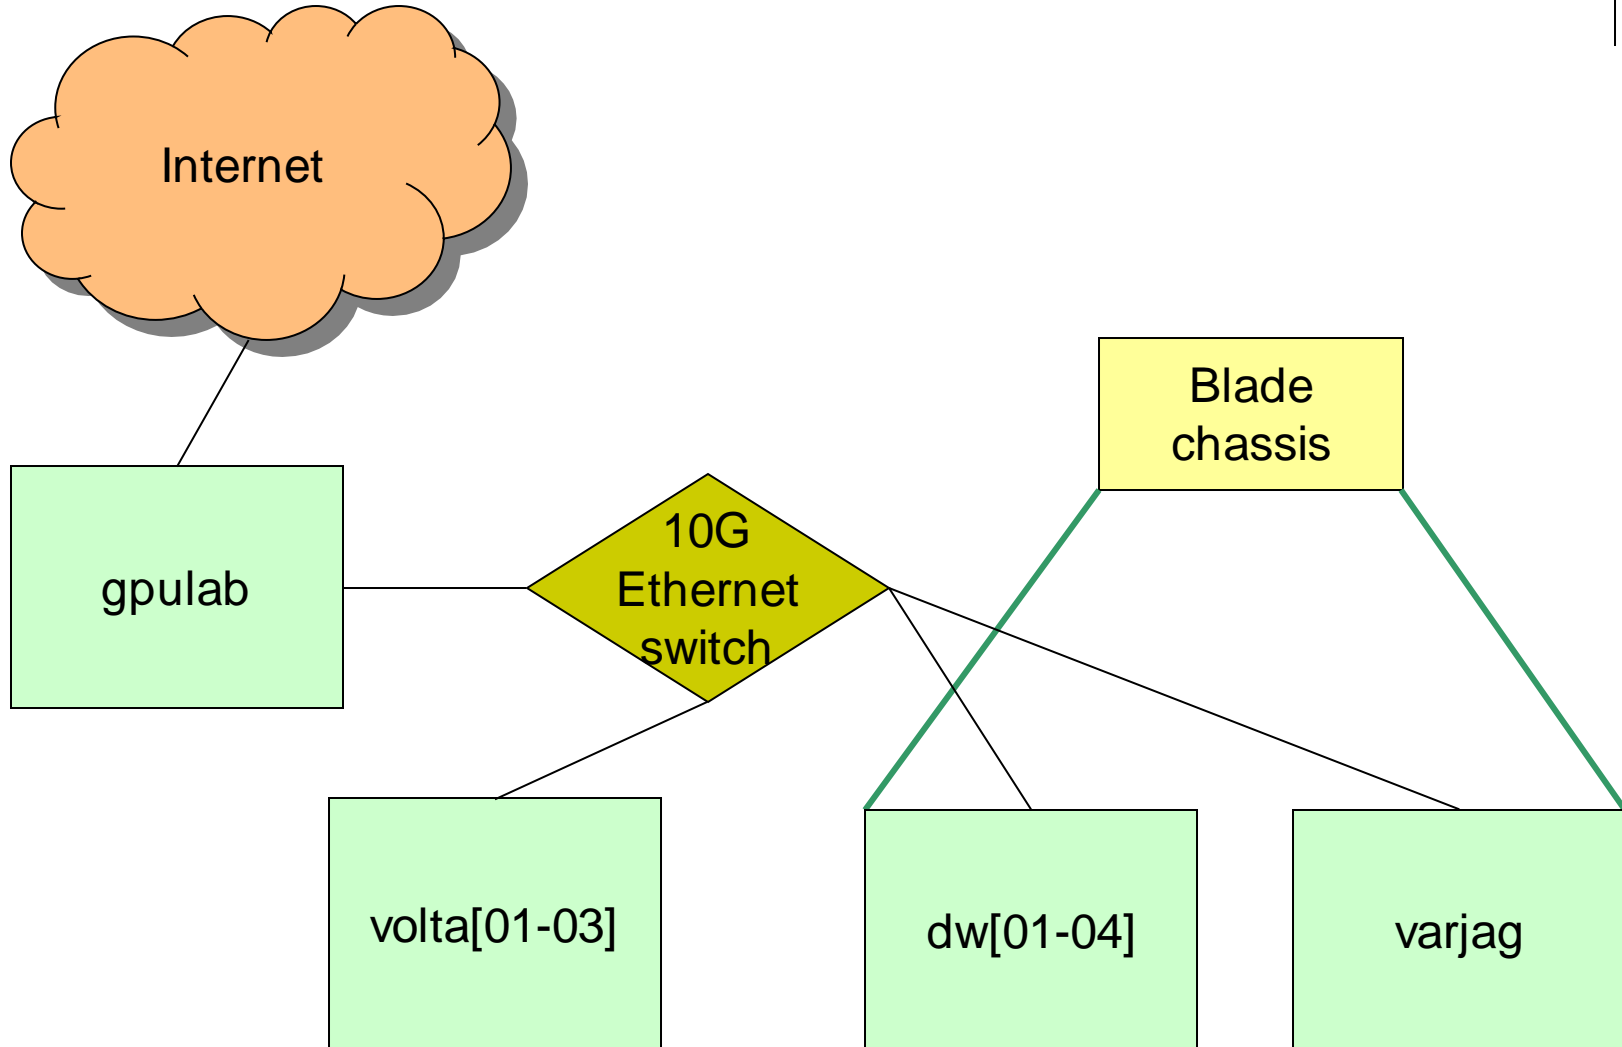 Internet
Blade
chassis
gpulab
10G
Ethernet
switch
volta[01-03]
dw[01-04]
varjag